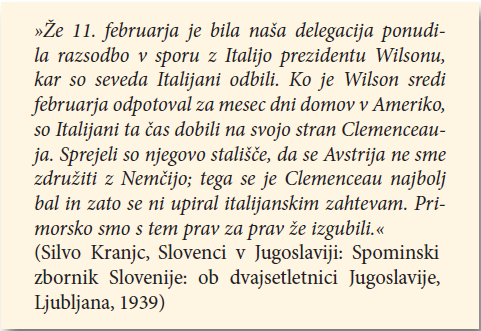 »Že 11. februarja je bila naša delegacija ponudi-
la razsodbo v sporu z Italijo prezidentu Wilsonu,
kar so seveda Italijani odbili. Ko je Wilson sredi
februarja odpotoval za mesec dni domov v Ameriko,
so Italijani ta čas dobili na svojo stran Clemenceau-
ja. Sprejeli so njegovo stališče, da se Avstrija ne sme
združiti z Nemčijo; tega se je Clemenceau najbolj
bal in zato se ni upiral italijanskim zahtevam. Pri-
morsko smo s tem prav za prav že izgubili.«
(Silvo Kranjc, Slovenci v Jugoslaviji: Spominski
zbornik Slovenije: ob dvajsetletnici Jugoslavije,
Ljubljana, 1939)